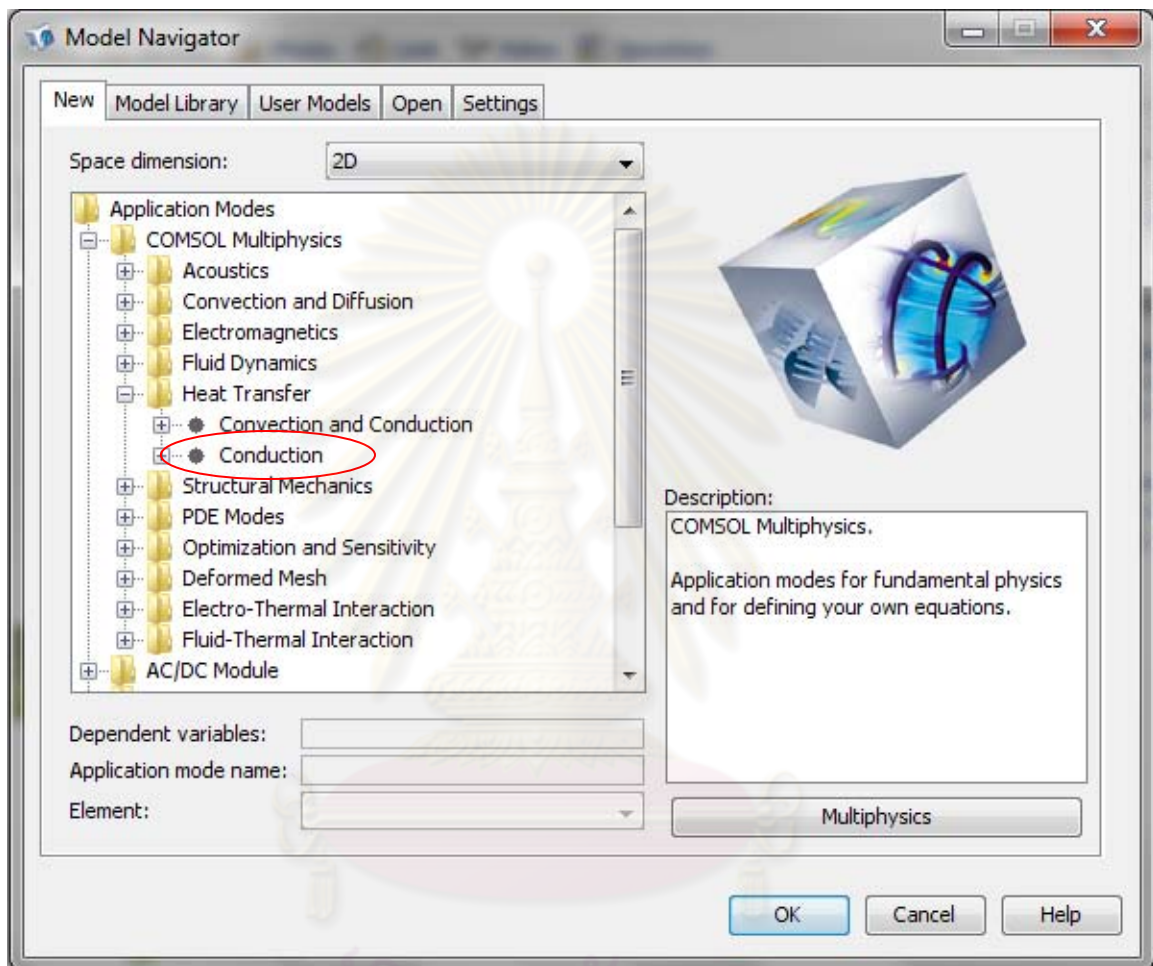 Model Navigator
New Model Library User Models Open Settings
Space dimension: 2D
Application Modes
COMSOL Multiphysics
Acoustics
Convection and Diffusion
Electromagnetics
Fluid Dynamics
Heat Transfer
Convection and Conduction
Conduction
Structural Mechanics
PDE Modes
Optimization and Sensitivity
Deformed Mesh
Electro-Thermal Interaction
Fluid-Thermal Interaction
AC/DC Module
Description:
COMSOL Multiphysics.
Application modes for fundamental physics
and for defining your own equations.
Dependent variables:
Application mode name:
Element:
Multiphysics
OK Cancel Help